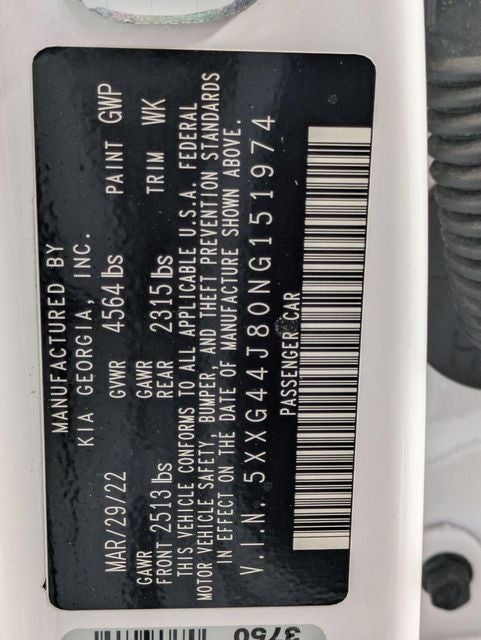 MANUFACTURED BY
KIA GEORGIA, INC.
MAR/29/22 GVWR 4564 lbs PAINT GWP
GAWR FRONT 2513 lbs GAWR REAR 2315 lbs TRIM WK
THIS VEHICLE CONFORMS TO ALL APPLICABLE U.S.A. FEDERAL
MOTOR VEHICLE SAFETY, BUMPER, AND THEFT PREVENTION STANDARDS
IN EFFECT ON THE DATE OF MANUFACTURE SHOWN ABOVE.
V.I.N. 5XXG44J80NG151974
PASSENGER CAR
3750